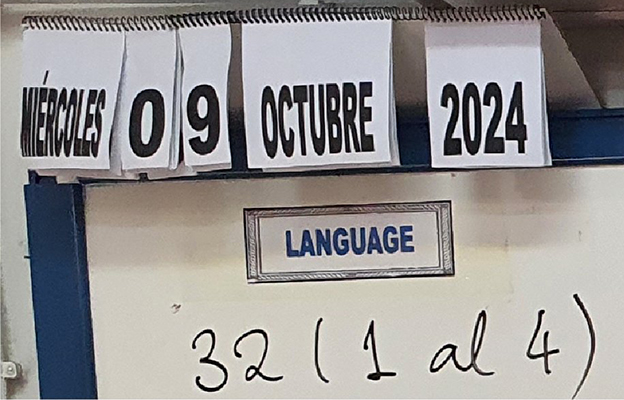 MIÉRCOLES 09 OCTUBRE 2024
LANGUAGE
32 (1 al 4)